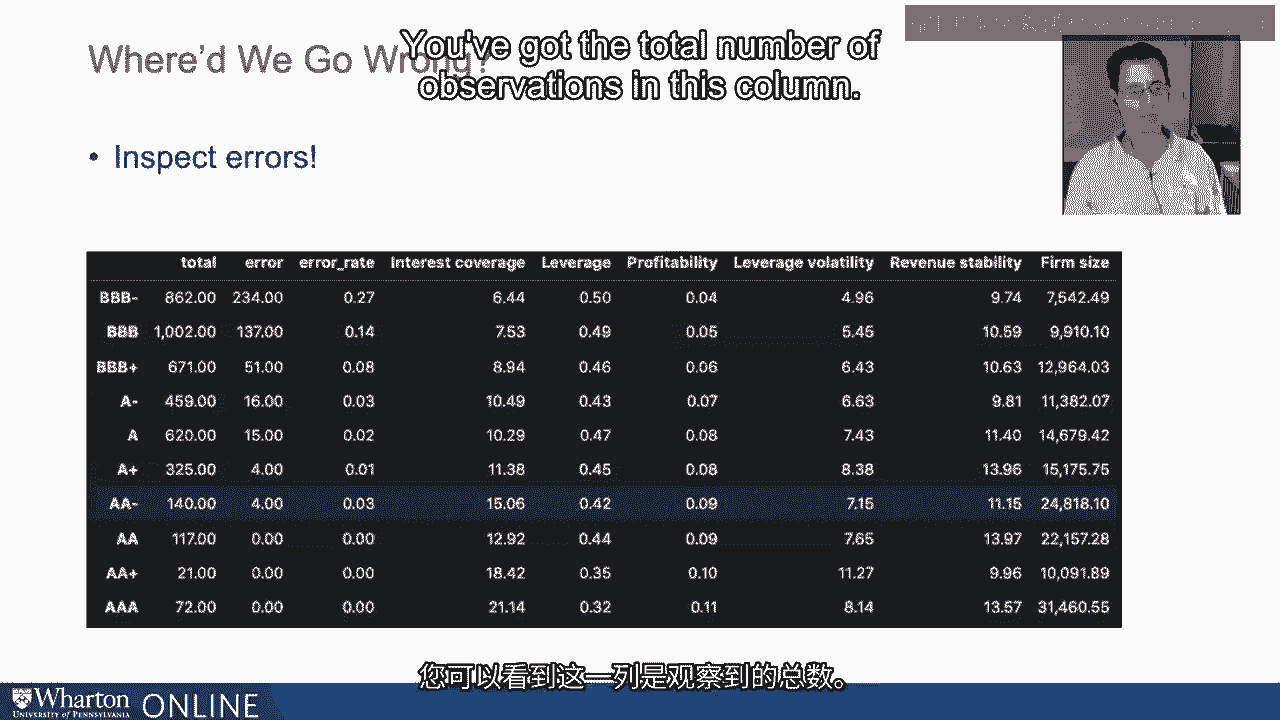 Where'd We Go Wrong?
You've got the total number of
observations in this column.
• Inspect errors!
total error error_rate Interest coverage Leverage Profitability Leverage volatility Revenue stability Firm size
BBB- 862.00 234.00 0.27 6.44 0.50 0.04 4.96 9.74 7,542.49
BBB 1,002.00 137.00 0.14 7.53 0.49 0.05 5.45 10.59 9,910.10
BBB+ 671.00 51.00 0.08 8.94 0.46 0.06 6.43 10.63 12,964.03
A- 459.00 16.00 0.03 10.49 0.43 0.07 6.63 9.81 11,382.07
A 620.00 15.00 0.02 10.29 0.47 0.08 7.43 11.40 14,679.42
A+ 325.00 4.00 0.01 11.38 0.45 0.08 8.38 13.96 15,175.75
AA- 140.00 4.00 0.03 15.06 0.42 0.09 7.15 11.15 24,818.10
AA 117.00 0.00 0.00 12.92 0.44 0.09 7.65 13.97 22,157.28
AA+ 21.00 0.00 0.00 18.42 0.35 0.10 11.27 9.96 10,091.89
AAA 72.00 0.00 0.00 21.14 0.32 0.11 8.14 13.57 31,460.55
您可以看到这一列是观察到的总数。
Wharton ONLINE
UNIVERSITY of PENNSYLVANIA